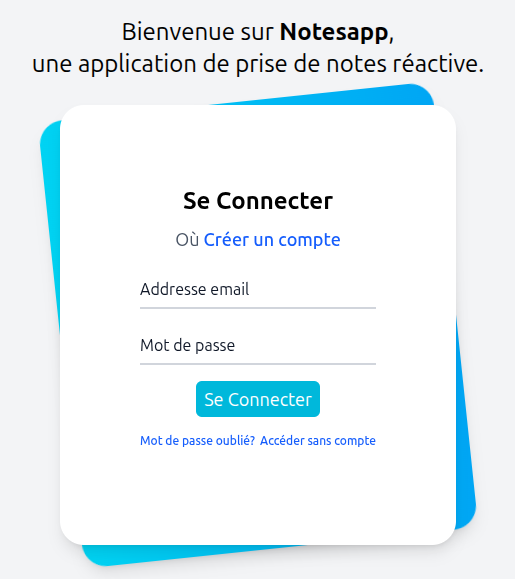 Bienvenue sur Notesapp,
une application de prise de notes réactive.
Se Connecter
Où Créer un compte
Addresse email
Mot de passe
Se Connecter
Mot de passe oublié? Accéder sans compte